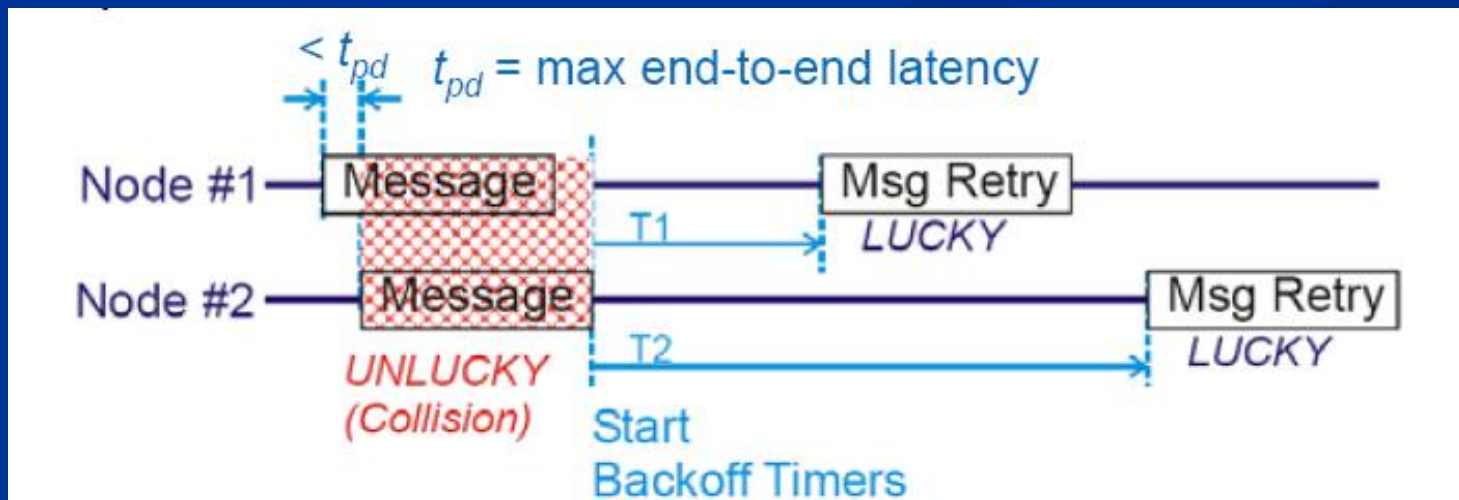 < tpd
tpd = max end-to-end latency
Node #1
Message
Msg Retry
T1
LUCKY
Node #2
Message
Msg Retry
T2
LUCKY
UNLUCKY
(Collision)
Start
Backoff Timers